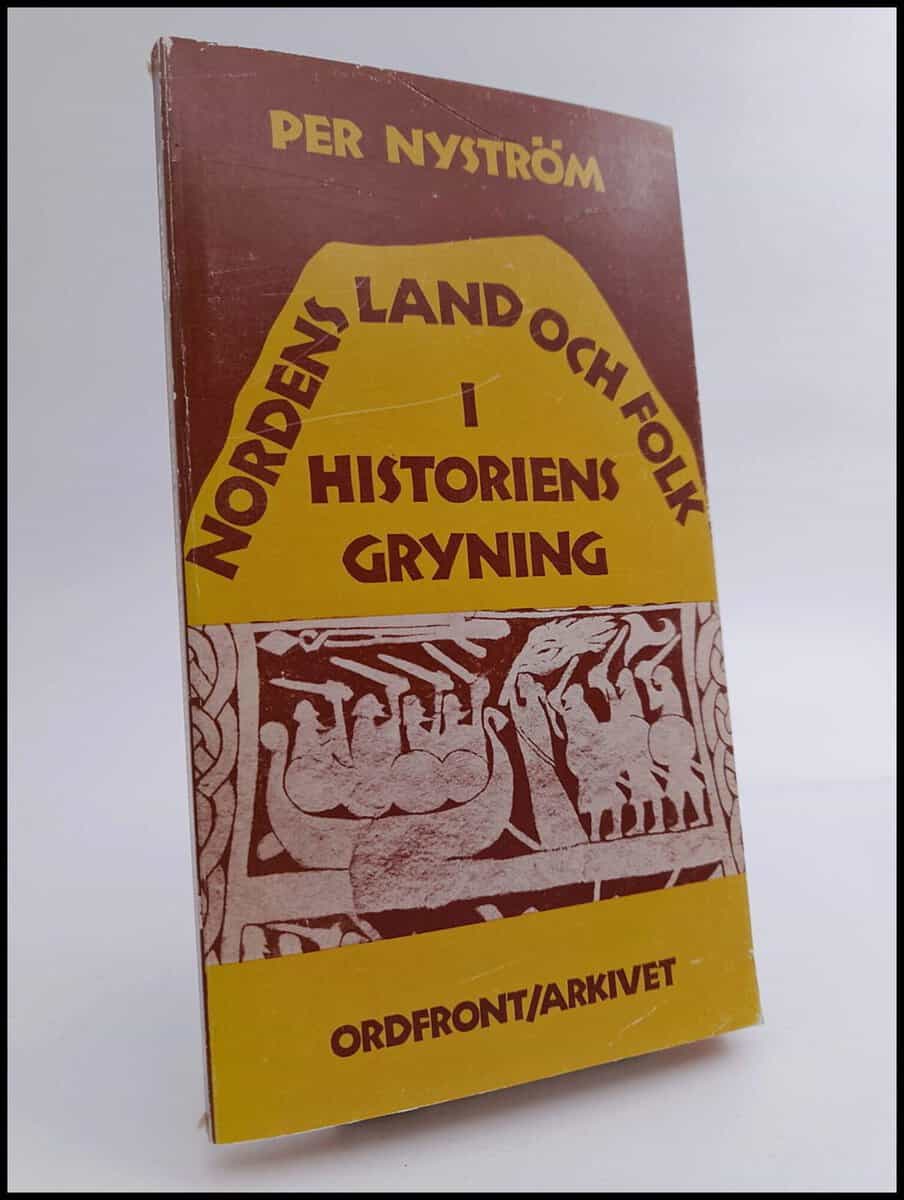 PER NYSTRÖM
NORDENS LAND OCH FOLK
I
HISTORIENS
GRYNING
ORDFRONT/ARKIVET